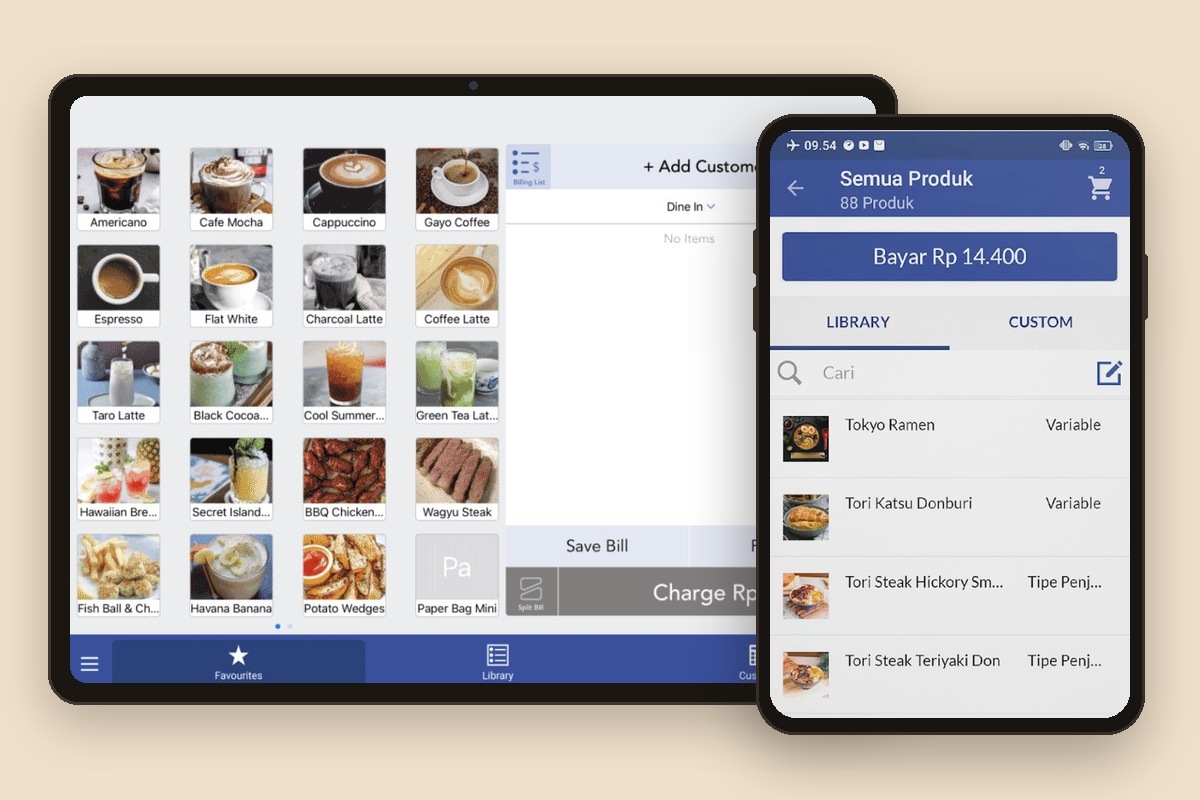 Americano
Cafe Mocha
Cappuccino
Gayo Coffee
Espresso
Flat White
Charcoal Latte
Coffee Latte
Taro Latte
Black Cocoa...
Cool Summer...
Green Tea Lat...
Hawaiian Bre...
Secret Island...
BBQ Chicken...
Wagyu Steak
Fish Ball & Ch...
Havana Banana
Potato Wedges
Pa
Paper Bag Mini
Favourites
Library
$
Billing List
+ Add Custome
Dine In
No Items
Save Bill
Split Bill
Charge Rp
Cus
09.54
Semua Produk
88 Produk
2
Bayar Rp 14.400
LIBRARY
CUSTOM
Cari
Tokyo Ramen Variable
Tori Katsu Donburi Variable
Tori Steak Hickory Sm... Tipe Penj...
Tori Steak Teriyaki Don Tipe Penj...